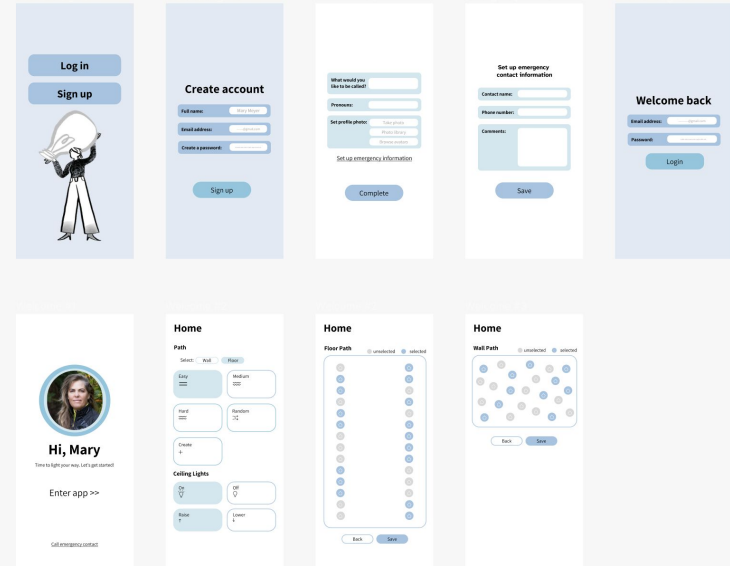 Log in
Sign up
Create account
Full name:
Mary Meyer
Email address:
Create a password:
Sign up
What would you
like to be called?
Pronouns:
Set profile photo:
Take photo
Photo library
Set up emergency information
Complete
Set up emergency
contact information
Contact name:
Phone number:
Comments:
Save
Welcome back
Email address:
Password:
Login
Hi, Mary
Time to light your way. Let's get started!
Enter app >>
Call emergency contact
Home
Path
Select: Wall Floor
Easy Medium
Hard Random
Create
+
Ceiling Lights
On Off
Raise Lower
Home
Floor Path unselected selected
Back Save
Home
Wall Path unselected selected
Back Save